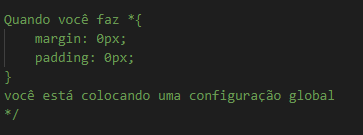 Quando você faz *{
margin: 0px;
padding: 0px;
}
você está colocando uma configuração global
*/